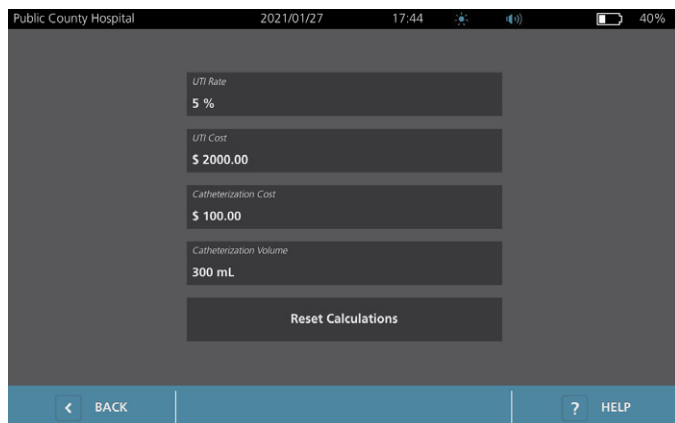 Public County Hospital 2021/01/27 17:44 40%
UTI Rate
5 %
UTI Cost
$ 2000.00
Catheterization Cost
$ 100.00
Catheterization Volume
300 mL
Reset Calculations
< BACK ? HELP